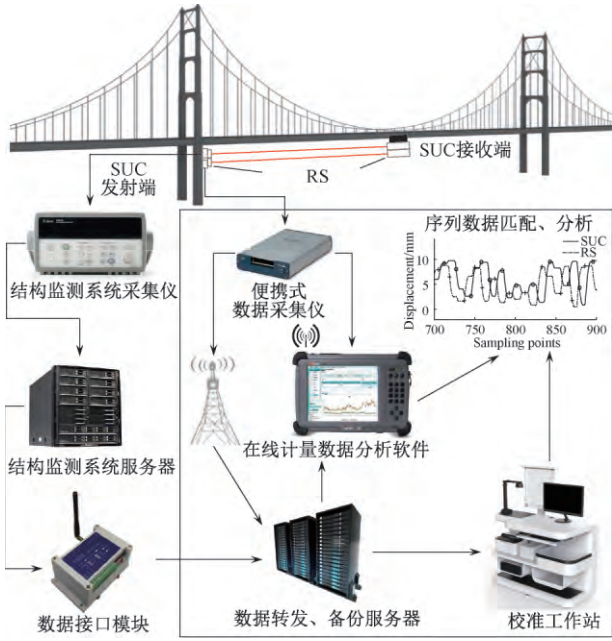 SUC
发射端
RS
SUC接收端
结构监测系统采集仪
便携式
数据采集仪
序列数据匹配、分析
SUC
RS
Displacement/mm
10
5
0
700
750
800
850
900
Sampling points
结构监测系统服务器
在线计量数据分析软件
数据接口模块
数据转发、备份服务器
校准工作站